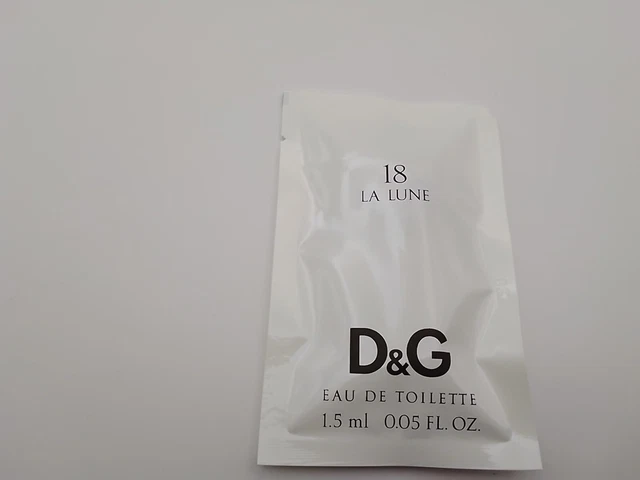 18
LA LUNE
D&G
EAU DE TOILETTE
1.5 ml 0.05 FL. OZ.